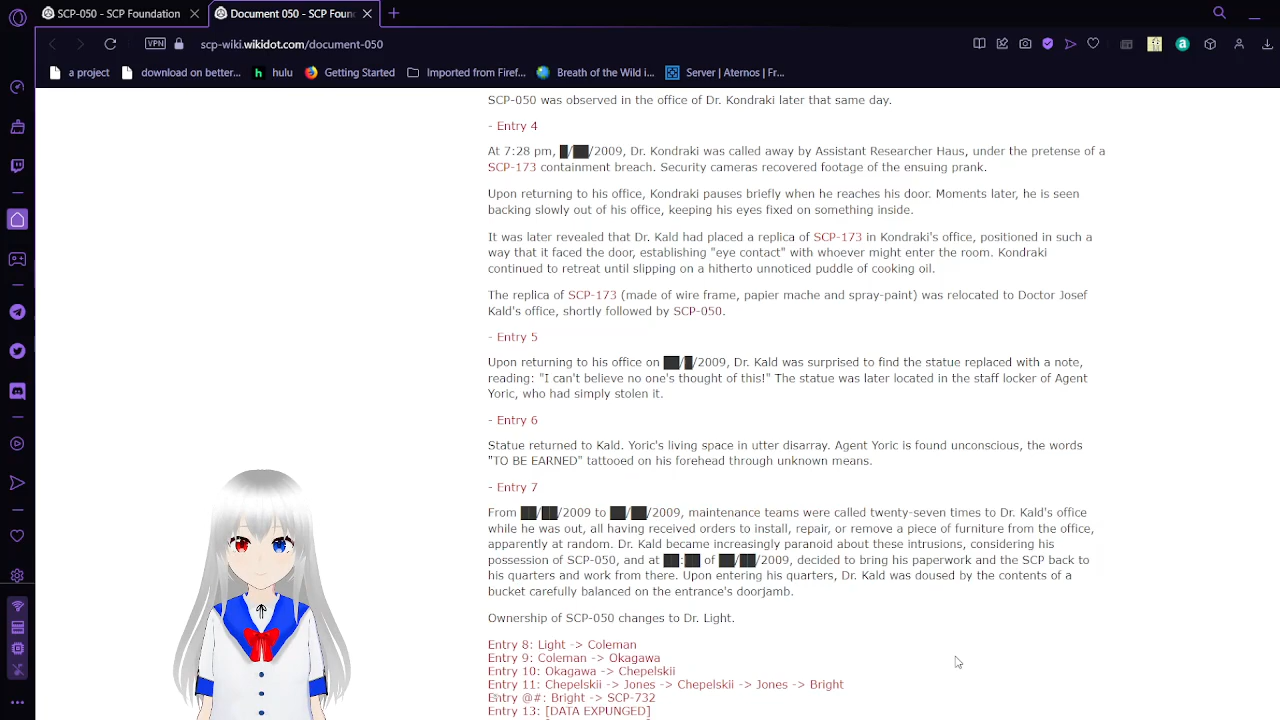 SCP-050 - SCP Foundation
Document 050 - SCP Foun
VPN
scp-wiki.wikidot.com/document-050
a project
download on better...
hulu
Getting Started
Imported from Firef...
Breath of the Wild i...
Server | Aternos | Fr...
SCP-050 was observed in the office of Dr. Kondraki later that same day.
- Entry 4
At 7:28 pm, █/██/2009, Dr. Kondraki was called away by Assistant Researcher Haus, under the pretense of a
SCP-173 containment breach. Security cameras recovered footage of the ensuing prank.
Upon returning to his office, Kondraki pauses briefly when he reaches his door. Moments later, he is seen
backing slowly out of his office, keeping his eyes fixed on something inside.
It was later revealed that Dr. Kald had placed a replica of SCP-173 in Kondraki's office, positioned in such a
way that it faced the door, establishing "eye contact" with whoever might enter the room. Kondraki
continued to retreat until slipping on a hitherto unnoticed puddle of cooking oil.
The replica of SCP-173 (made of wire frame, papier mache and spray-paint) was relocated to Doctor Josef
Kald's office, shortly followed by SCP-050.
- Entry 5
Upon returning to his office on ██/█/2009, Dr. Kald was surprised to find the statue replaced with a note,
reading: "I can't believe no one's thought of this!" The statue was later located in the staff locker of Agent
Yoric, who had simply stolen it.
- Entry 6
Statue returned to Kald. Yoric's living space in utter disarray. Agent Yoric is found unconscious, the words
"TO BE EARNED" tattooed on his forehead through unknown means.
- Entry 7
From ██/██/2009 to ██/██/2009, maintenance teams were called twenty-seven times to Dr. Kald's office
while he was out, all having received orders to install, repair, or remove a piece of furniture from the office,
apparently at random. Dr. Kald became increasingly paranoid about these intrusions, considering his
possession of SCP-050, and at ██:██ of ██/██/2009, decided to bring his paperwork and the SCP back to
his quarters and work from there. Upon entering his quarters, Dr. Kald was doused by the contents of a
bucket carefully balanced on the entrance's doorjamb.
Ownership of SCP-050 changes to Dr. Light.
Entry 8: Light -> Coleman
Entry 9: Coleman -> Okagawa
Entry 10: Okagawa -> Chepelskii
Entry 11: Chepelskii -> Jones -> Chepelskii -> Jones -> Bright
Entry @#: Bright -> SCP-732
Entry 13: [DATA EXPUNGED]